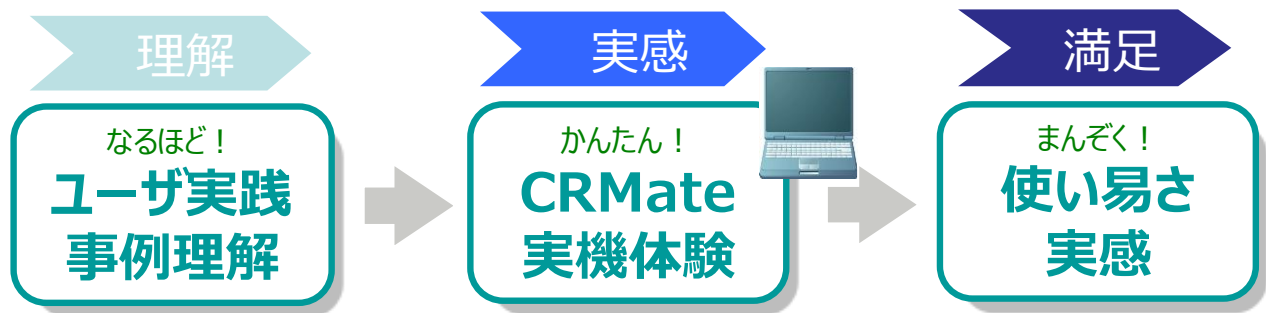 理解
なるほど！
ユーザ実践
事例理解
実感
かんたん！
CRMate
実機体験
満足
まんぞく！
使い易さ
実感